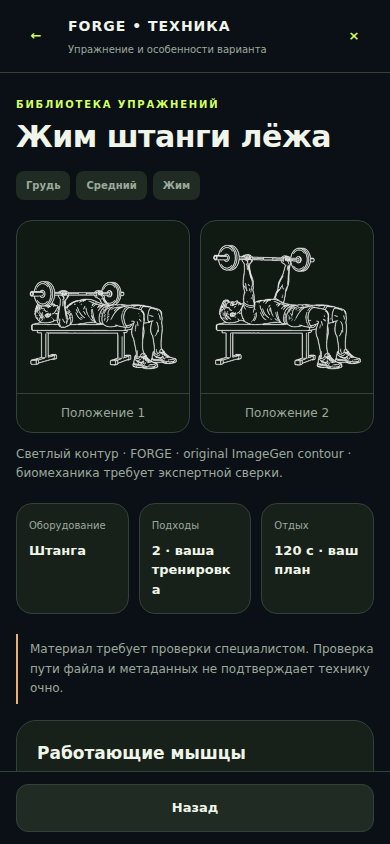 ←
FORGE • ТЕХНИКА
Упражнение и особенности варианта
×
БИБЛИОТЕКА УПРАЖНЕНИЙ
Жим штанги лёжа
Грудь
Средний
Жим
Положение 1
Положение 2
Светлый контур · FORGE · original ImageGen contour ·
биомеханика требует экспертной сверки.
Оборудование
Штанга
Подходы
2 · ваша
тренировк
а
Отдых
120 с · ваш
план
Материал требует проверки специалистом. Проверка
пути файла и метаданных не подтверждает технику
очно.
Работающие мышцы
Назад